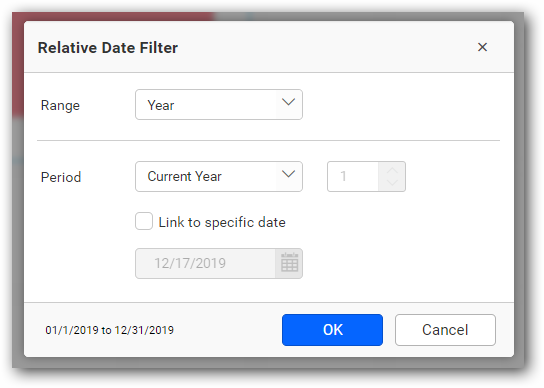 Relative Date Filter
Range Year
Period Current Year 1
Link to specific date
12/17/2019
01/1/2019 to 12/31/2019 OK Cancel